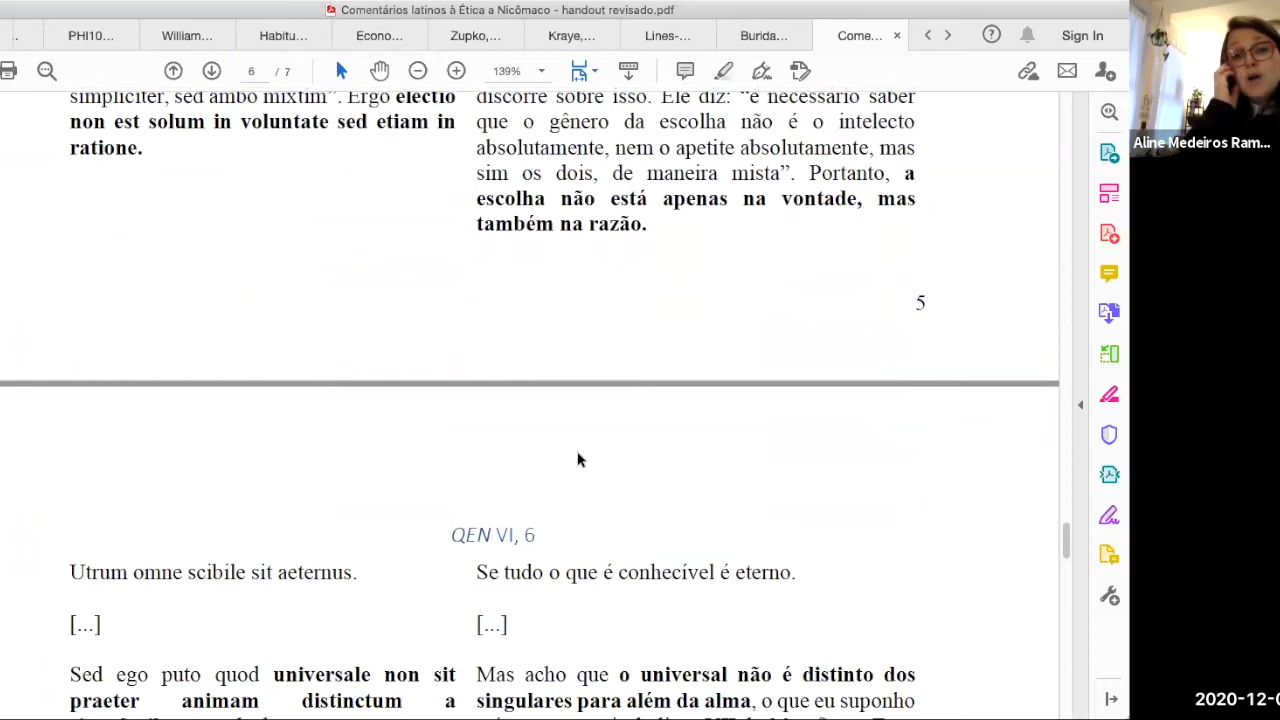 Comentários latinos à Ética a Nicômaco - handout revisado.pdf
PHI10...
William...
Habitu...
Econo...
Zupko,...
Kraye,...
Lines-...
Burida...
Come...
Sign In
6 / 7
139%
simpliciter, sed ambo mixtim”. Ergo electio
non est solum in voluntate sed etiam in
ratione.
discorre sobre isso. Ele diz: “é necessário saber
que o gênero da escolha não é o intelecto
absolutamente, nem o apetite absolutamente, mas
sim os dois, de maneira mista”. Portanto, a
escolha não está apenas na vontade, mas
também na razão.
5
QEN VI, 6
Utrum omne scibile sit aeternus.
[...]
Sed ego puto quod universale non sit
praeter animam distinctum a
Se tudo o que é conhecível é eterno.
[...]
Mas acho que o universal não é distinto dos
singulares para além da alma, o que eu suponho
Aline Medeiros Ram...
2020-12-0